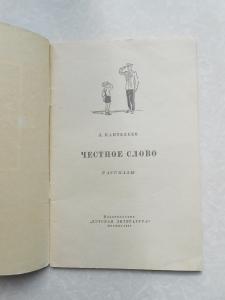 Л. ПАНТЕЛЕЕВ
ЧЕСТНОЕ СЛОВО
РАССКАЗЫ
Издательство
„ДЕТСКАЯ ЛИТЕРАТУРА“